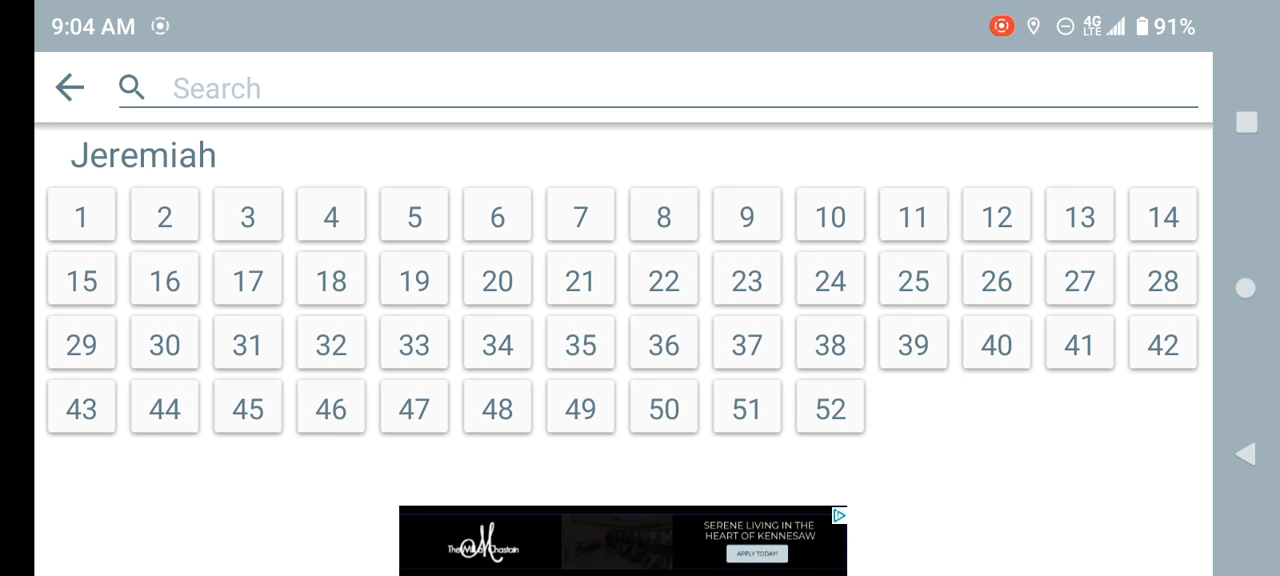 9:04 AM 4G LTE 91%
Search
Jeremiah
1 2 3 4 5 6 7 8 9 10 11 12 13 14
15 16 17 18 19 20 21 22 23 24 25 26 27 28
29 30 31 32 33 34 35 36 37 38 39 40 41 42
43 44 45 46 47 48 49 50 51 52
SERENE LIVING IN THE
HEART OF KENNESAW
APPLY TODAY!